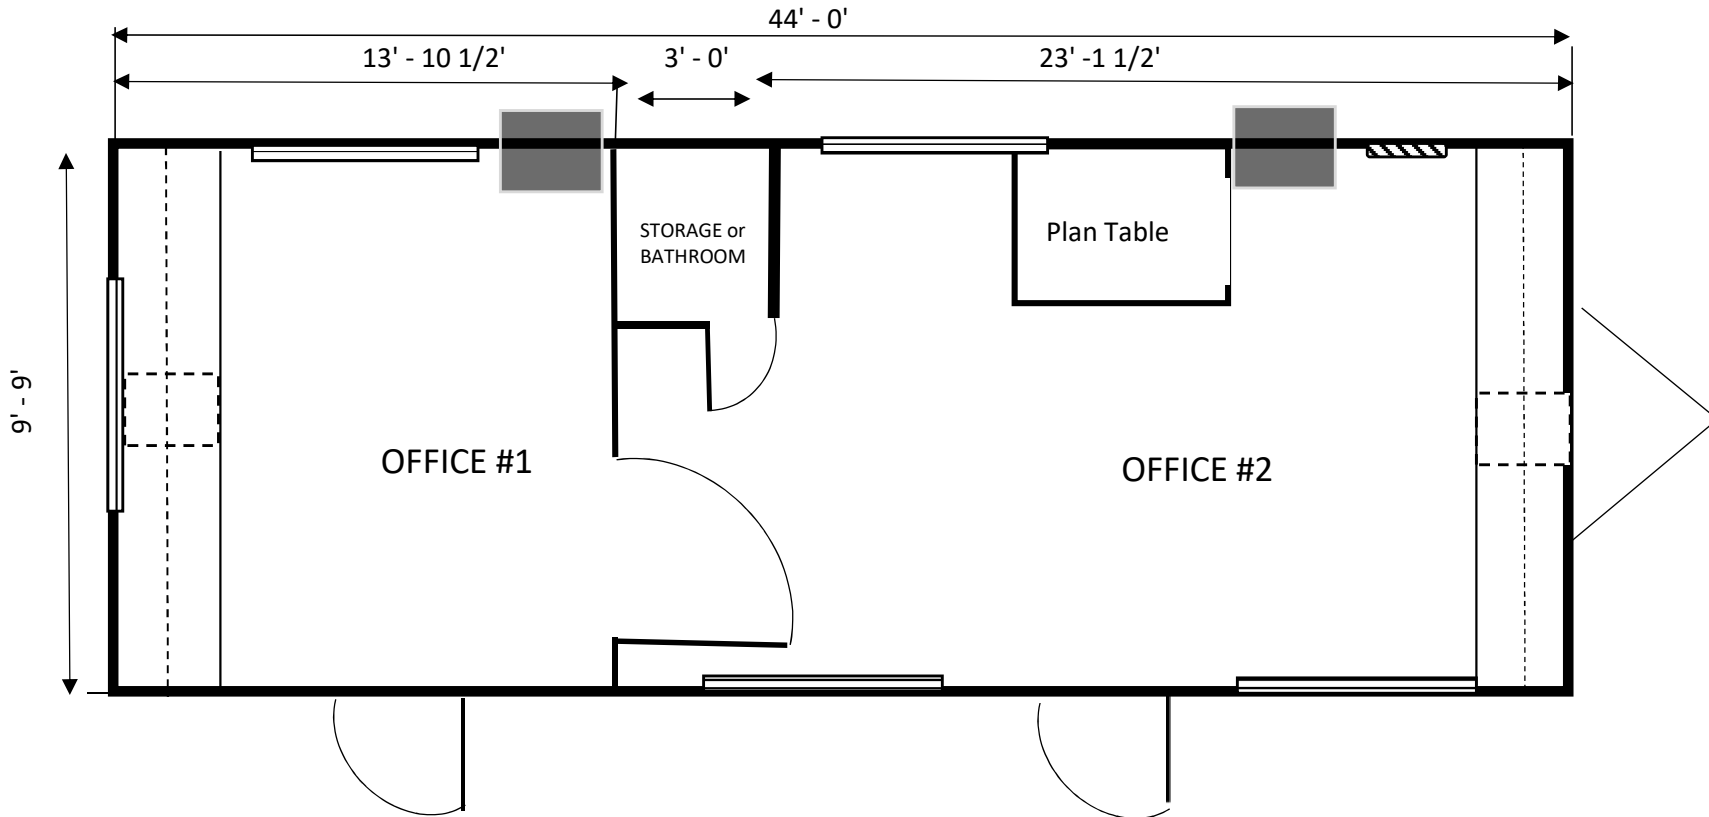 44' - 0'
13' - 10 1/2'
3' - 0'
23' -1 1/2'
STORAGE or
BATHROOM
Plan Table
9' - 9'
OFFICE #1
OFFICE #2